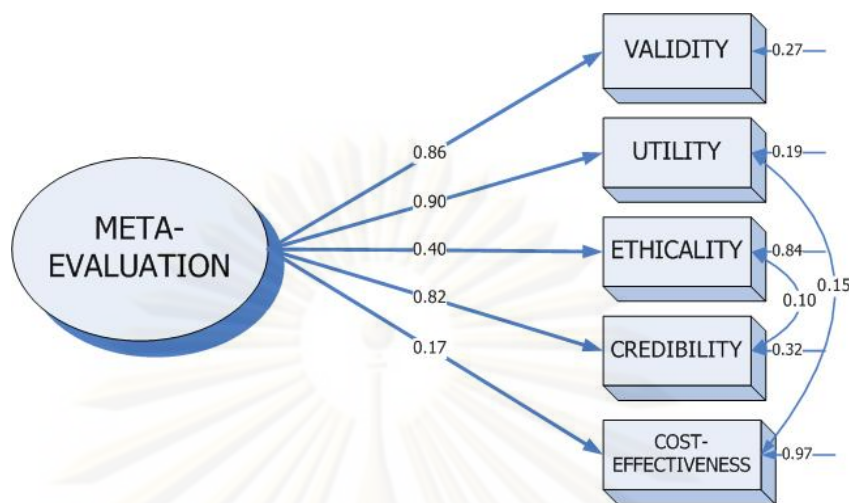 META-
EVALUATION
0.86
0.90
0.40
0.82
0.17
VALIDITY
0.27
UTILITY
0.19
ETHICALITY
0.84
0.15
0.10
CREDIBILITY
0.32
COST-
EFFECTIVENESS
0.97